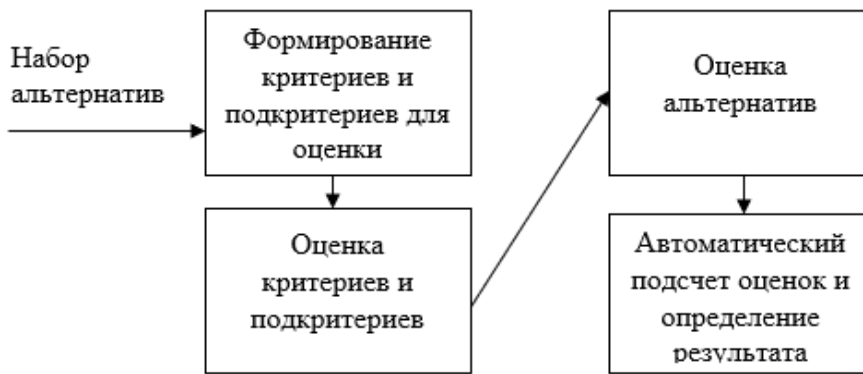 Набор
альтернатив
Формирование
критериев и
подкритериев для
оценки
Оценка
критериев и
подкритериев
Оценка
альтернатив
Автоматический
подсчет оценок и
определение
результата